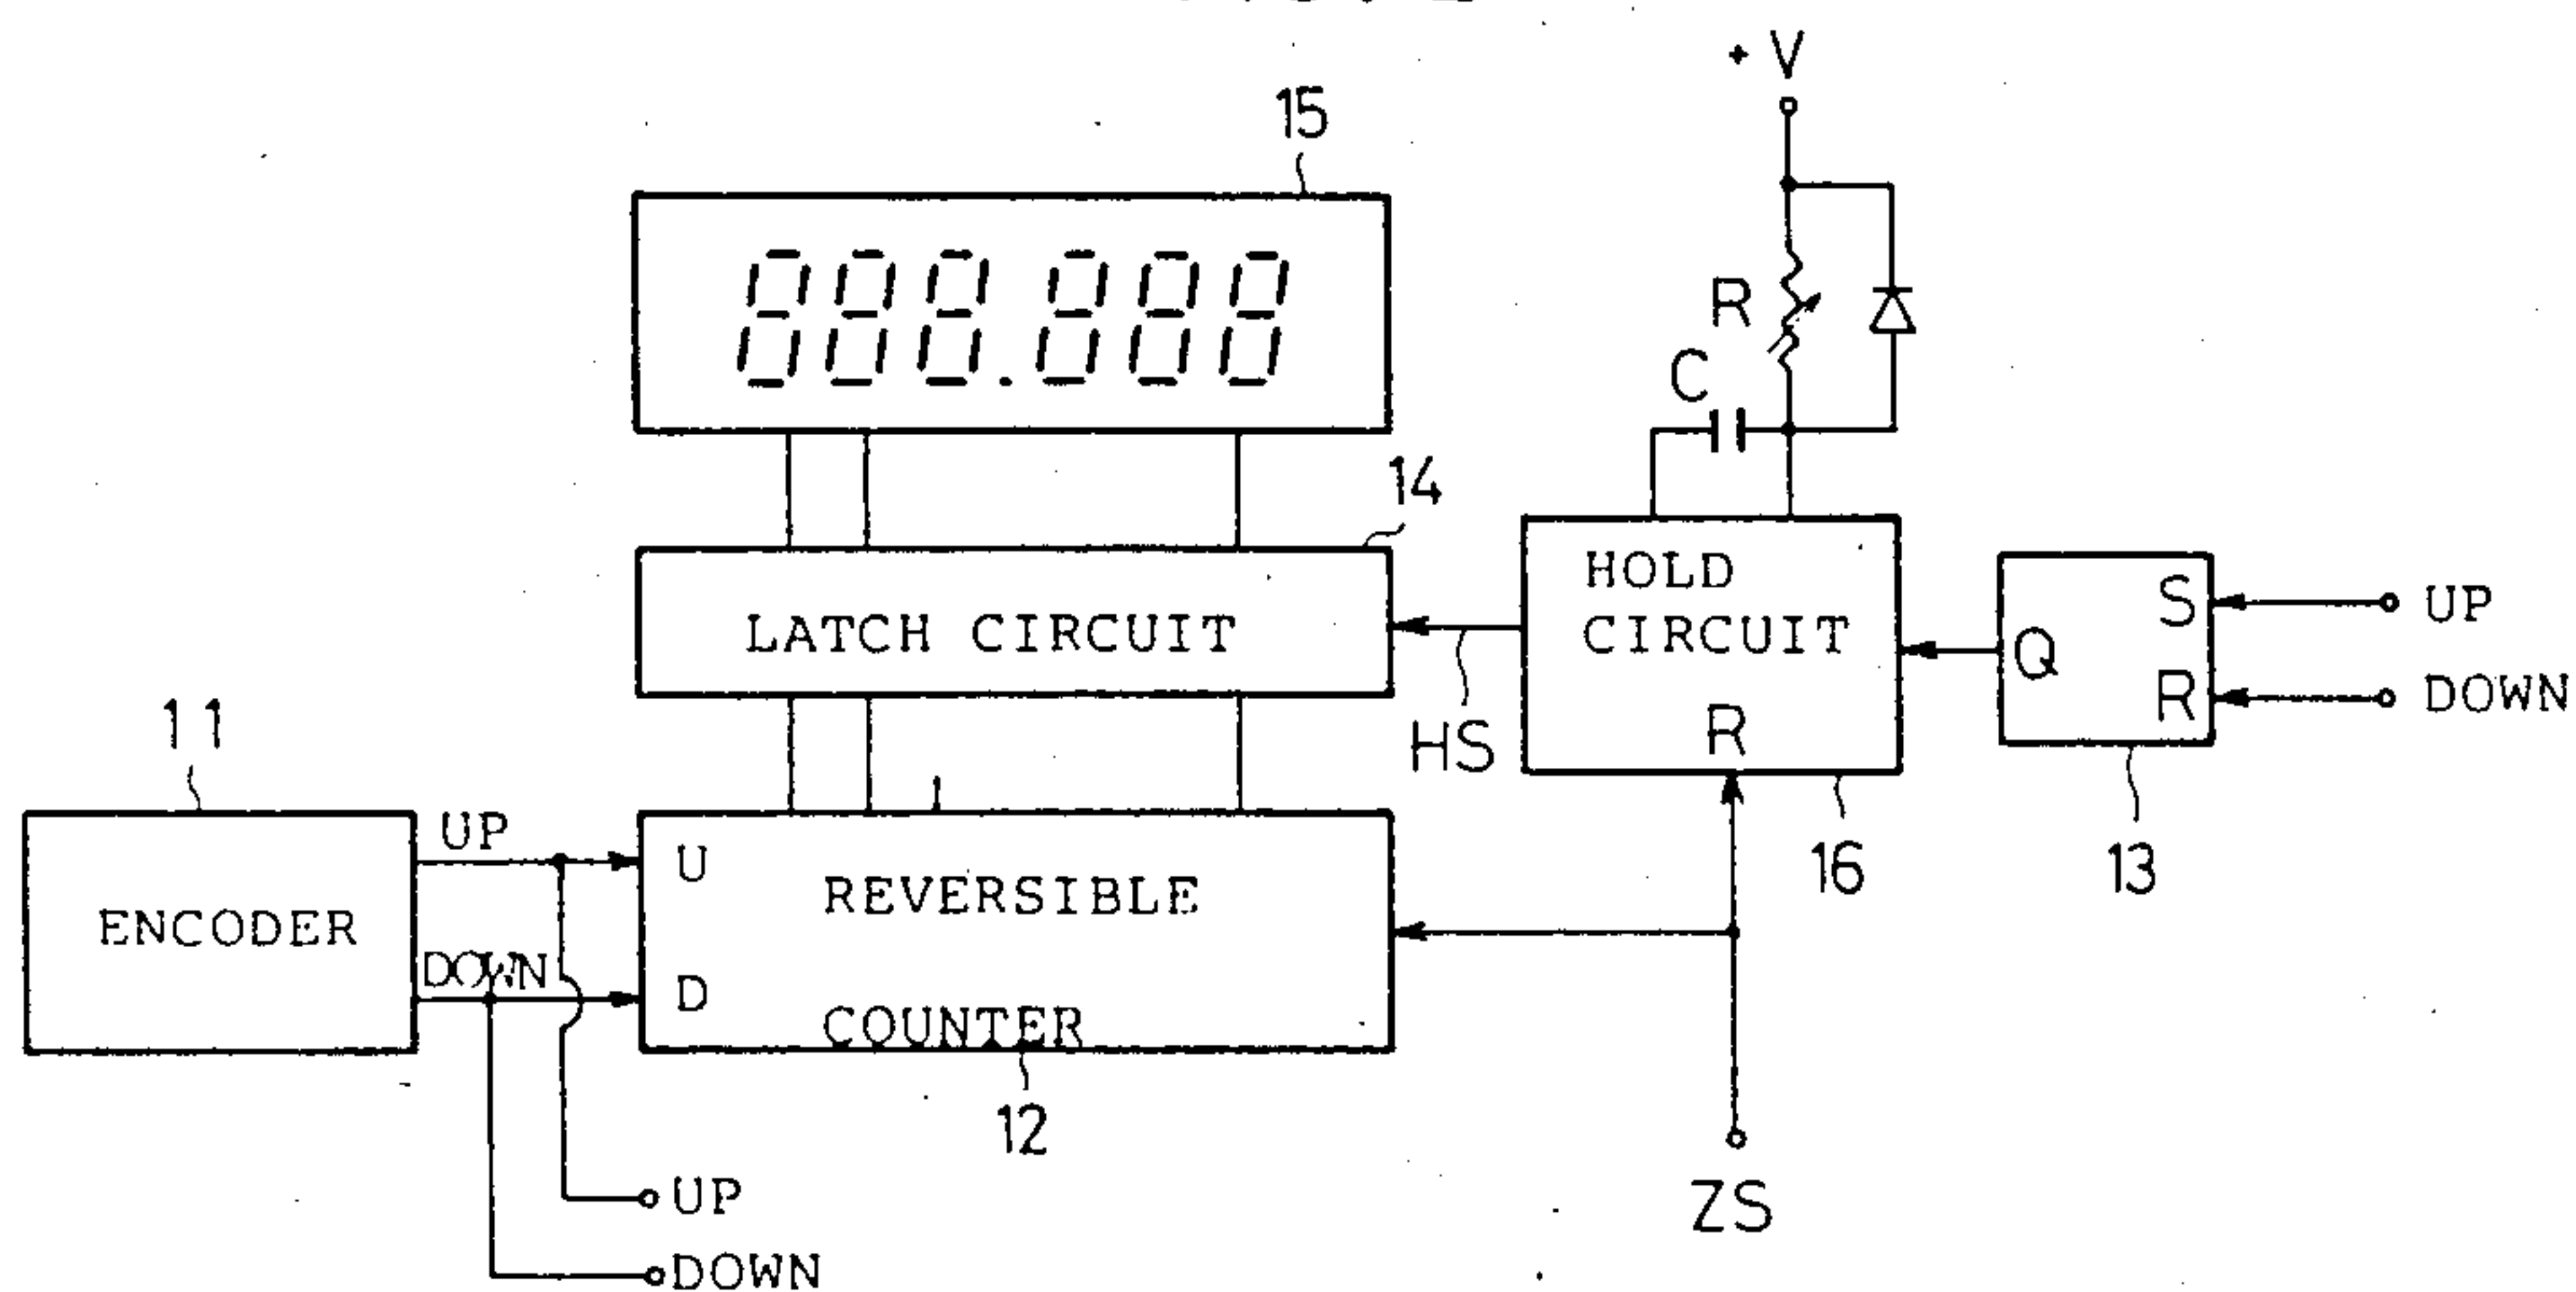 + V
15
888.888
R
C
14
HOLD
CIRCUIT
R
LATCH CIRCUIT
HS
S
Q
R
UP
DOWN
16
13
11
ENCODER
UP
DOWN
U
D
REVERSIBLE
COUNTER
12
ZS
UP
DOWN